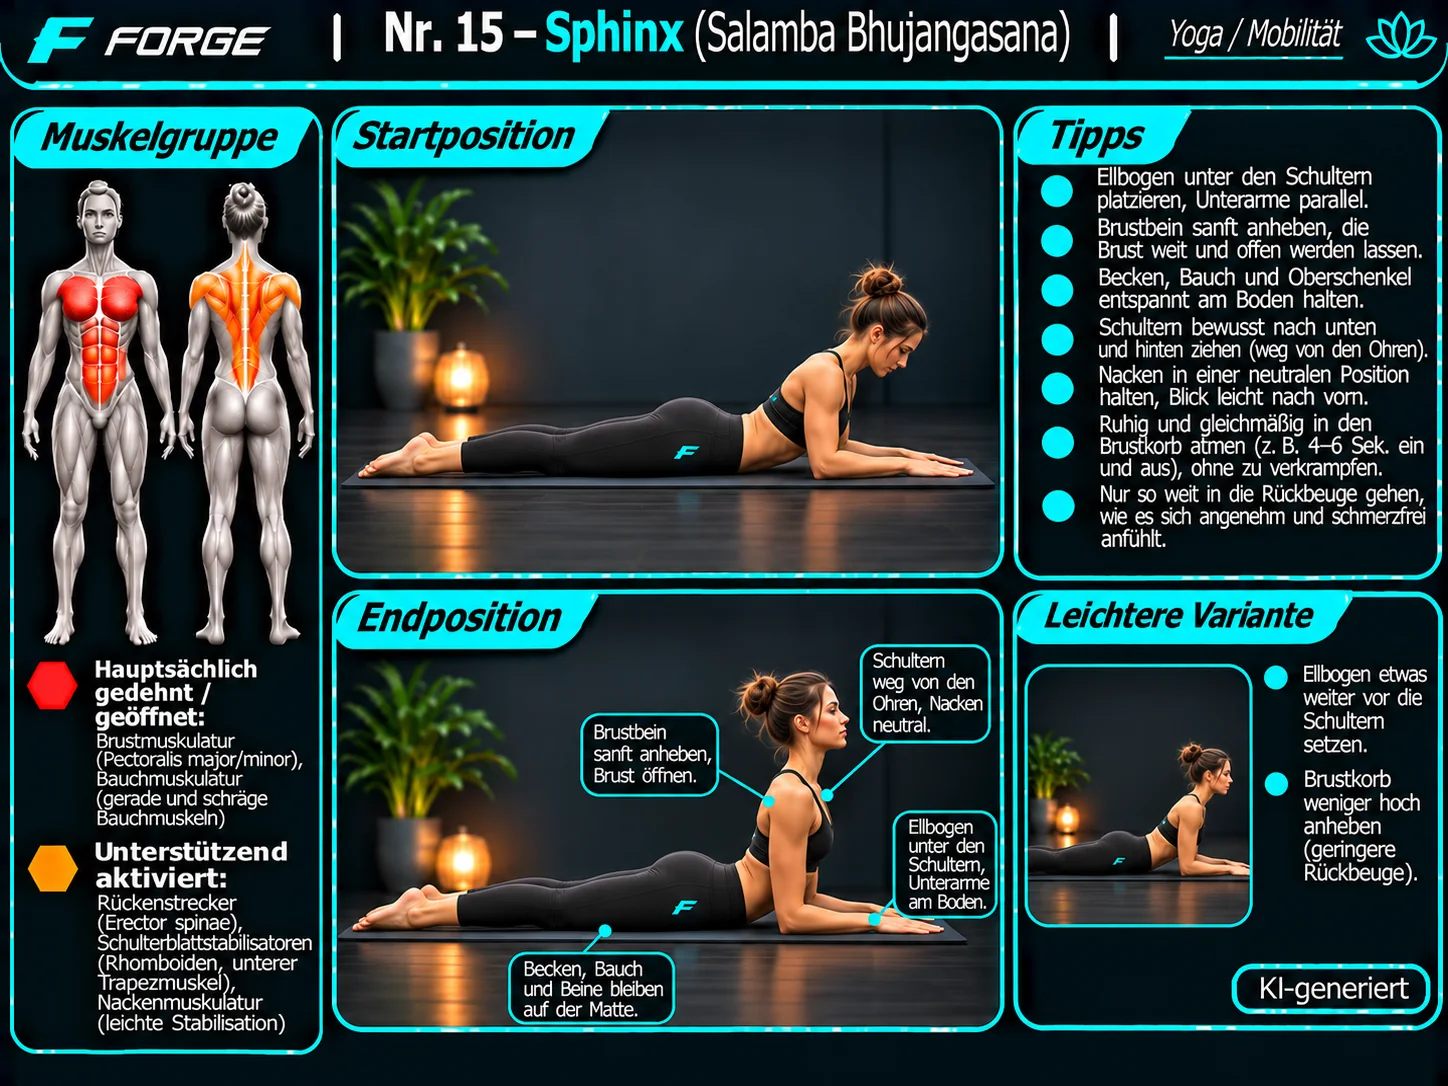 FORGE
Nr. 15 – Sphinx (Salamba Bhujangasana)
Yoga / Mobilität
Muskelgruppe
Hauptsächlich
gedehnt /
geöffnet:
Brustmuskulatur
(Pectoralis major/minor),
Bauchmuskulatur
(gerade und schräge
Bauchmuskeln)
Unterstützend
aktiviert:
Rückenstrecker
(Erector spinae),
Schulterblattstabilisatoren
(Rhomboiden, unterer
Trapezmuskel),
Nackenmuskulatur
(leichte Stabilisation)
Startposition
Endposition
Brustbein
sanft anheben,
Brust öffnen.
Schultern
weg von den
Ohren, Nacken
neutral.
Ellbogen
unter den
Schultern,
Unterarme
am Boden.
Becken, Bauch
und Beine bleiben
auf der Matte.
Tipps
Ellbogen unter den Schultern
platzieren, Unterarme parallel.
Brustbein sanft anheben, die
Brust weit und offen werden lassen.
Becken, Bauch und Oberschenkel
entspannt am Boden halten.
Schultern bewusst nach unten
und hinten ziehen (weg von den Ohren).
Nacken in einer neutralen Position
halten, Blick leicht nach vorn.
Ruhig und gleichmäßig in den
Brustkorb atmen (z. B. 4–6 Sek. ein
und aus), ohne zu verkrampfen.
Nur so weit in die Rückbeuge gehen,
wie es sich angenehm und schmerzfrei
anfühlt.
Leichtere Variante
Ellbogen etwas
weiter vor die
Schultern
setzen.
Brustkorb
weniger hoch
anheben
(geringere
Rückbeuge).
KI-generiert